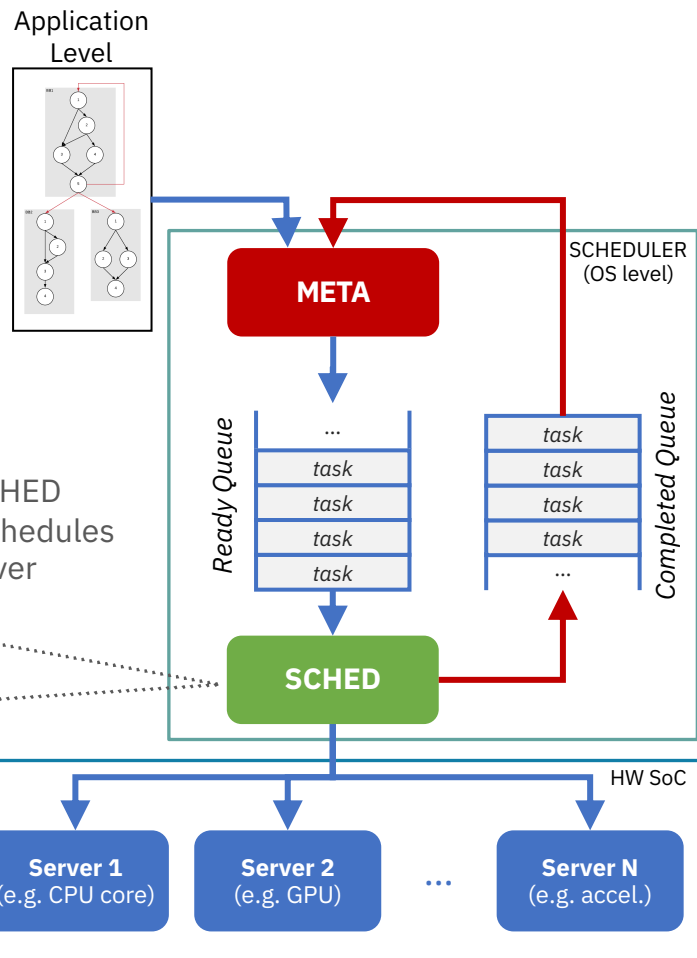 Application
Level
SCHEDULER
(OS level)
META
Ready Queue
...
task
task
task
task
Completed Queue
task
task
task
task
...
HED
hedules
ver
SCHED
HW SoC
Server 1
(e.g. CPU core)
Server 2
(e.g. GPU)
...
Server N
(e.g. accel.)